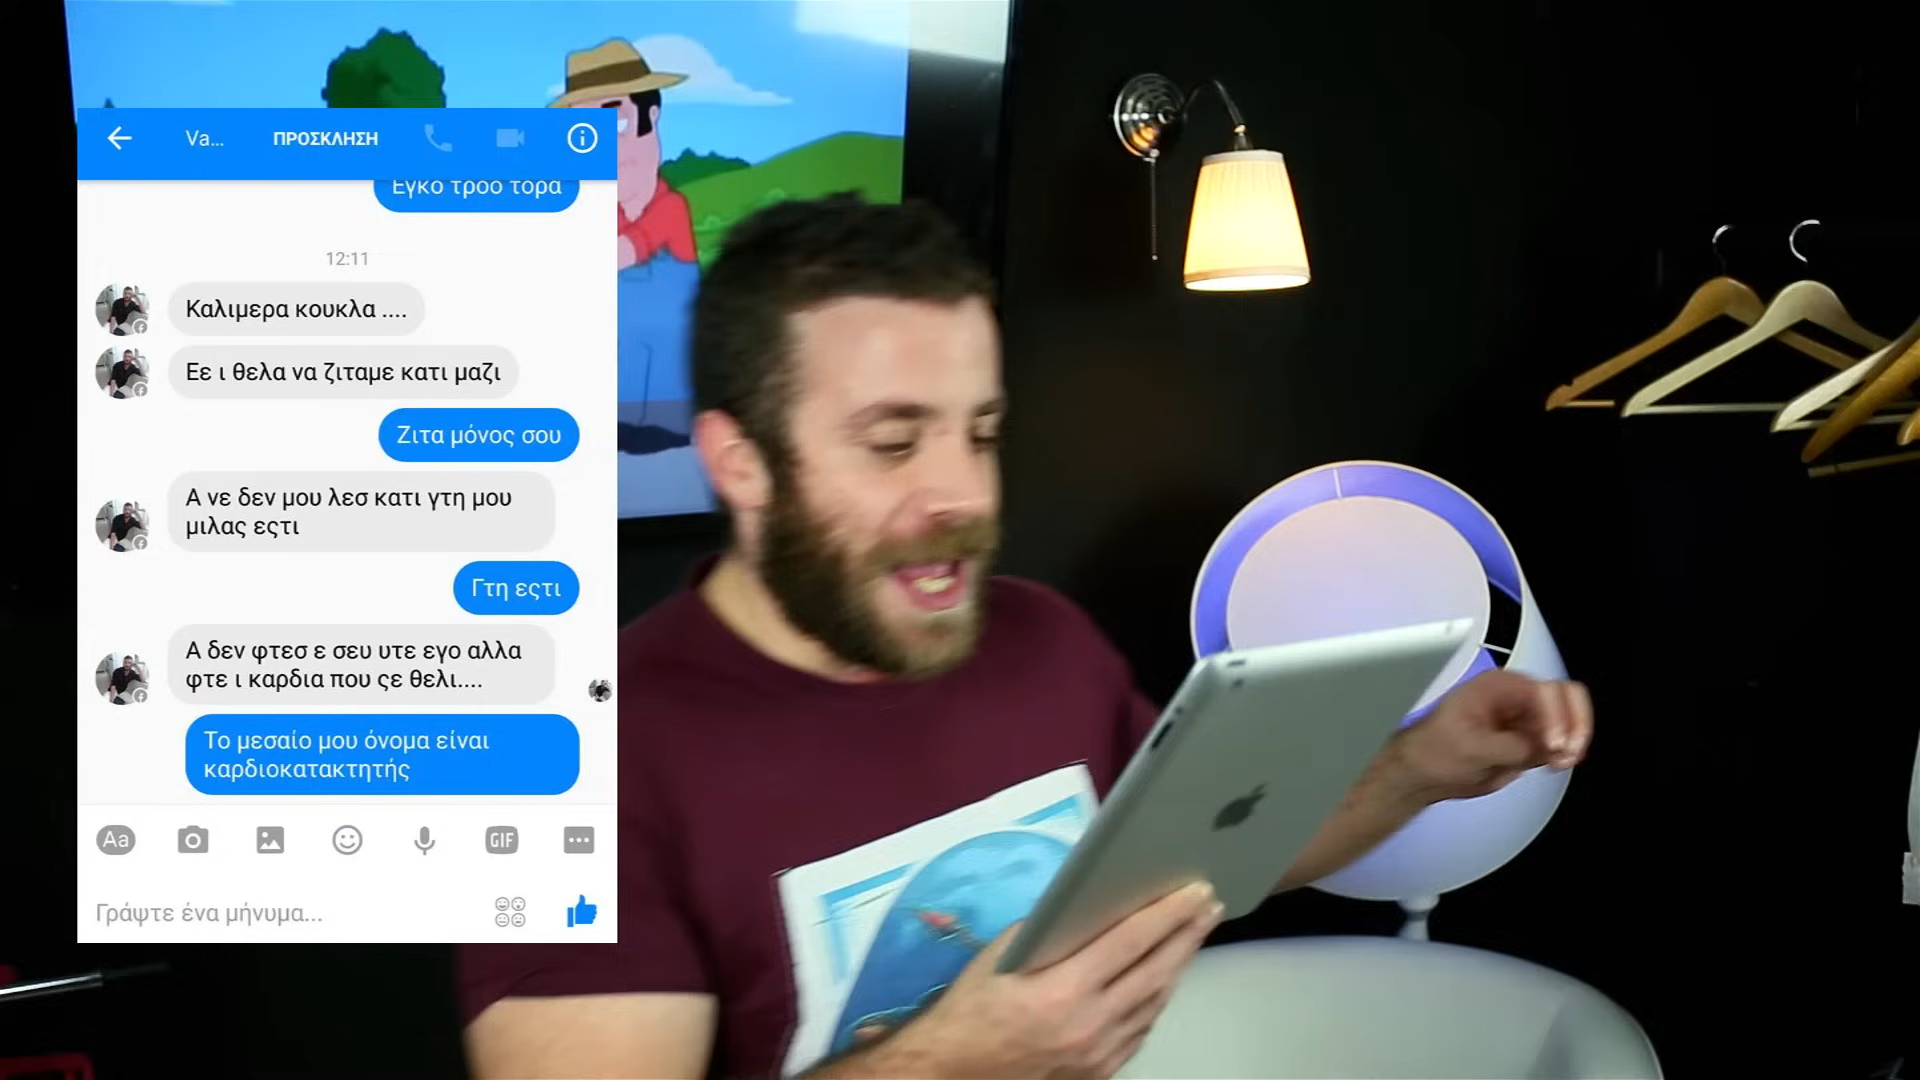 Va...
ΠΡΟΣΚΛΗΣΗ
Εγκο τροο τορα
12:11
Καλιμερα κουκλα ....
Εε ι θελα να ζιταμε κατι μαζι
Ζιτα μόνος σου
Α νε δεν μου λεσ κατι γτη μου
μιλας εςτι
Γτη εςτι
Α δεν φτεσ ε σευ υτε εγο αλλα
φτε ι καρδια που ςε θελι....
Το μεσαίο μου όνομα είναι
καρδιοκατακτητής
Aa
GIF
Γράψτε ένα μήνυμα...